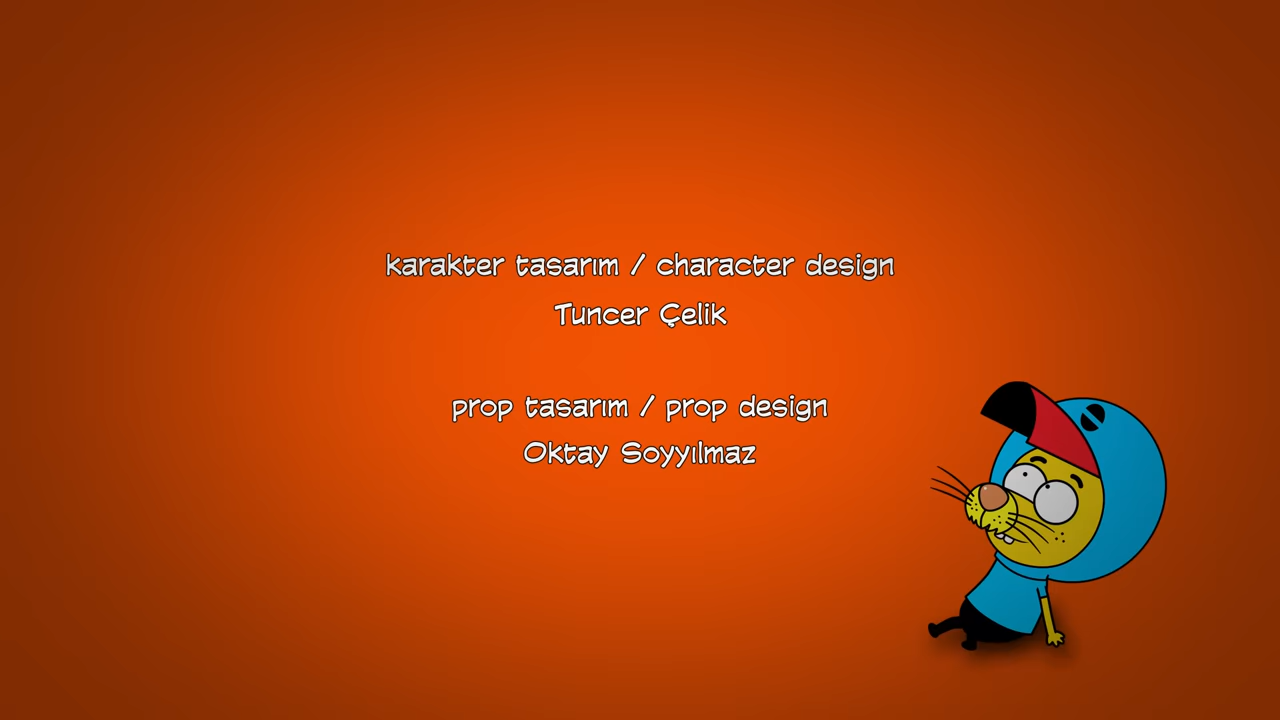 karakter tasarım / character design
Tuncer Çelik
prop tasarım / prop design
Oktay Soyyılmaz